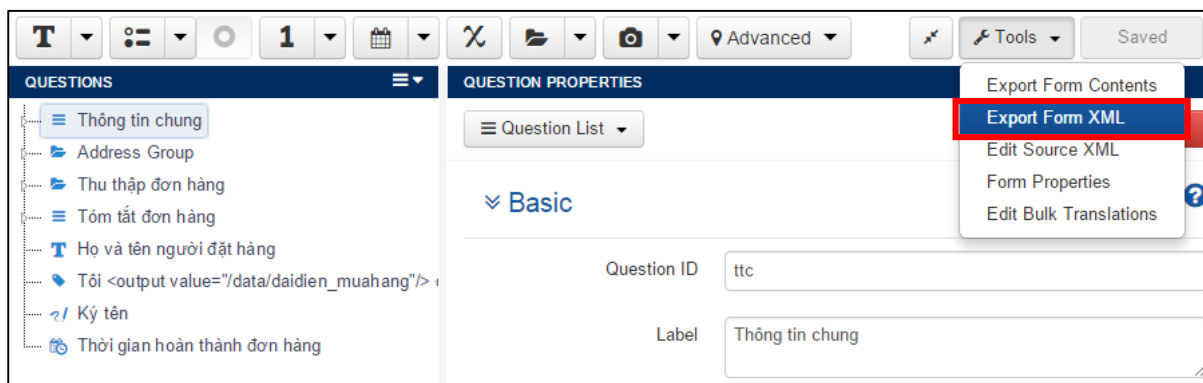 T 1 Advanced Tools Saved
QUESTIONS
Thông tin chung
Address Group
Thu thập đơn hàng
Tóm tắt đơn hàng
T Họ và tên người đặt hàng
Tôi <output value="/data/daidien_muahang"/>
Ký tên
Thời gian hoàn thành đơn hàng
QUESTION PROPERTIES
Question List
Basic
Question ID ttc
Label Thông tin chung
Export Form Contents
Export Form XML
Edit Source XML
Form Properties
Edit Bulk Translations